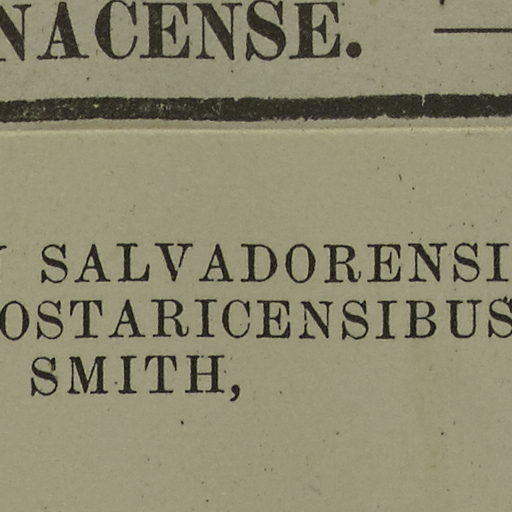 NACENSE.
SALVADORENSI
OSTARICENSIBUS
SMITH,